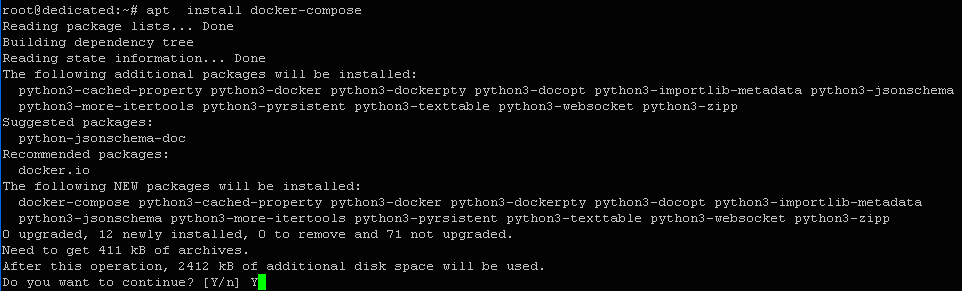 root@dedicated:~# apt  install docker-compose
Reading package lists... Done
Building dependency tree
Reading state information... Done
The following additional packages will be installed:
  python3-cached-property python3-docker python3-dockerpty python3-docopt python3-importlib-metadata python3-jsonschema
  python3-more-itertools python3-pyrsistent python3-texttable python3-websocket python3-zipp
Suggested packages:
  python-jsonschema-doc
Recommended packages:
  docker.io
The following NEW packages will be installed:
  docker-compose python3-cached-property python3-docker python3-dockerpty python3-docopt python3-importlib-metadata
  python3-jsonschema python3-more-itertools python3-pyrsistent python3-texttable python3-websocket python3-zipp
0 upgraded, 12 newly installed, 0 to remove and 71 not upgraded.
Need to get 411 kB of archives.
After this operation, 2412 kB of additional disk space will be used.
Do you want to continue? [Y/n] Y